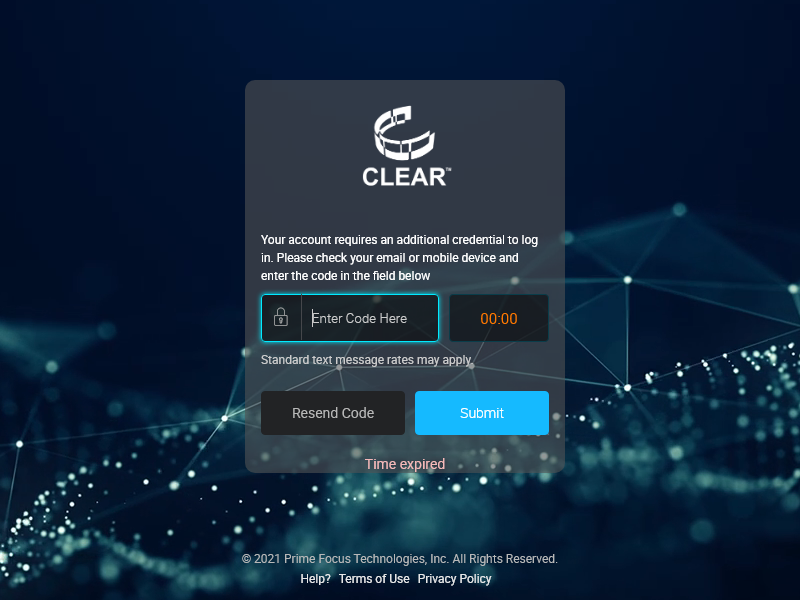 CLEAR™
Your account requires an additional credential to log
in. Please check your email or mobile device and
enter the code in the field below
Enter Code Here
00:00
Standard text message rates may apply.
Resend Code
Submit
Time expired
© 2021 Prime Focus Technologies, Inc. All Rights Reserved.
Help? Terms of Use Privacy Policy